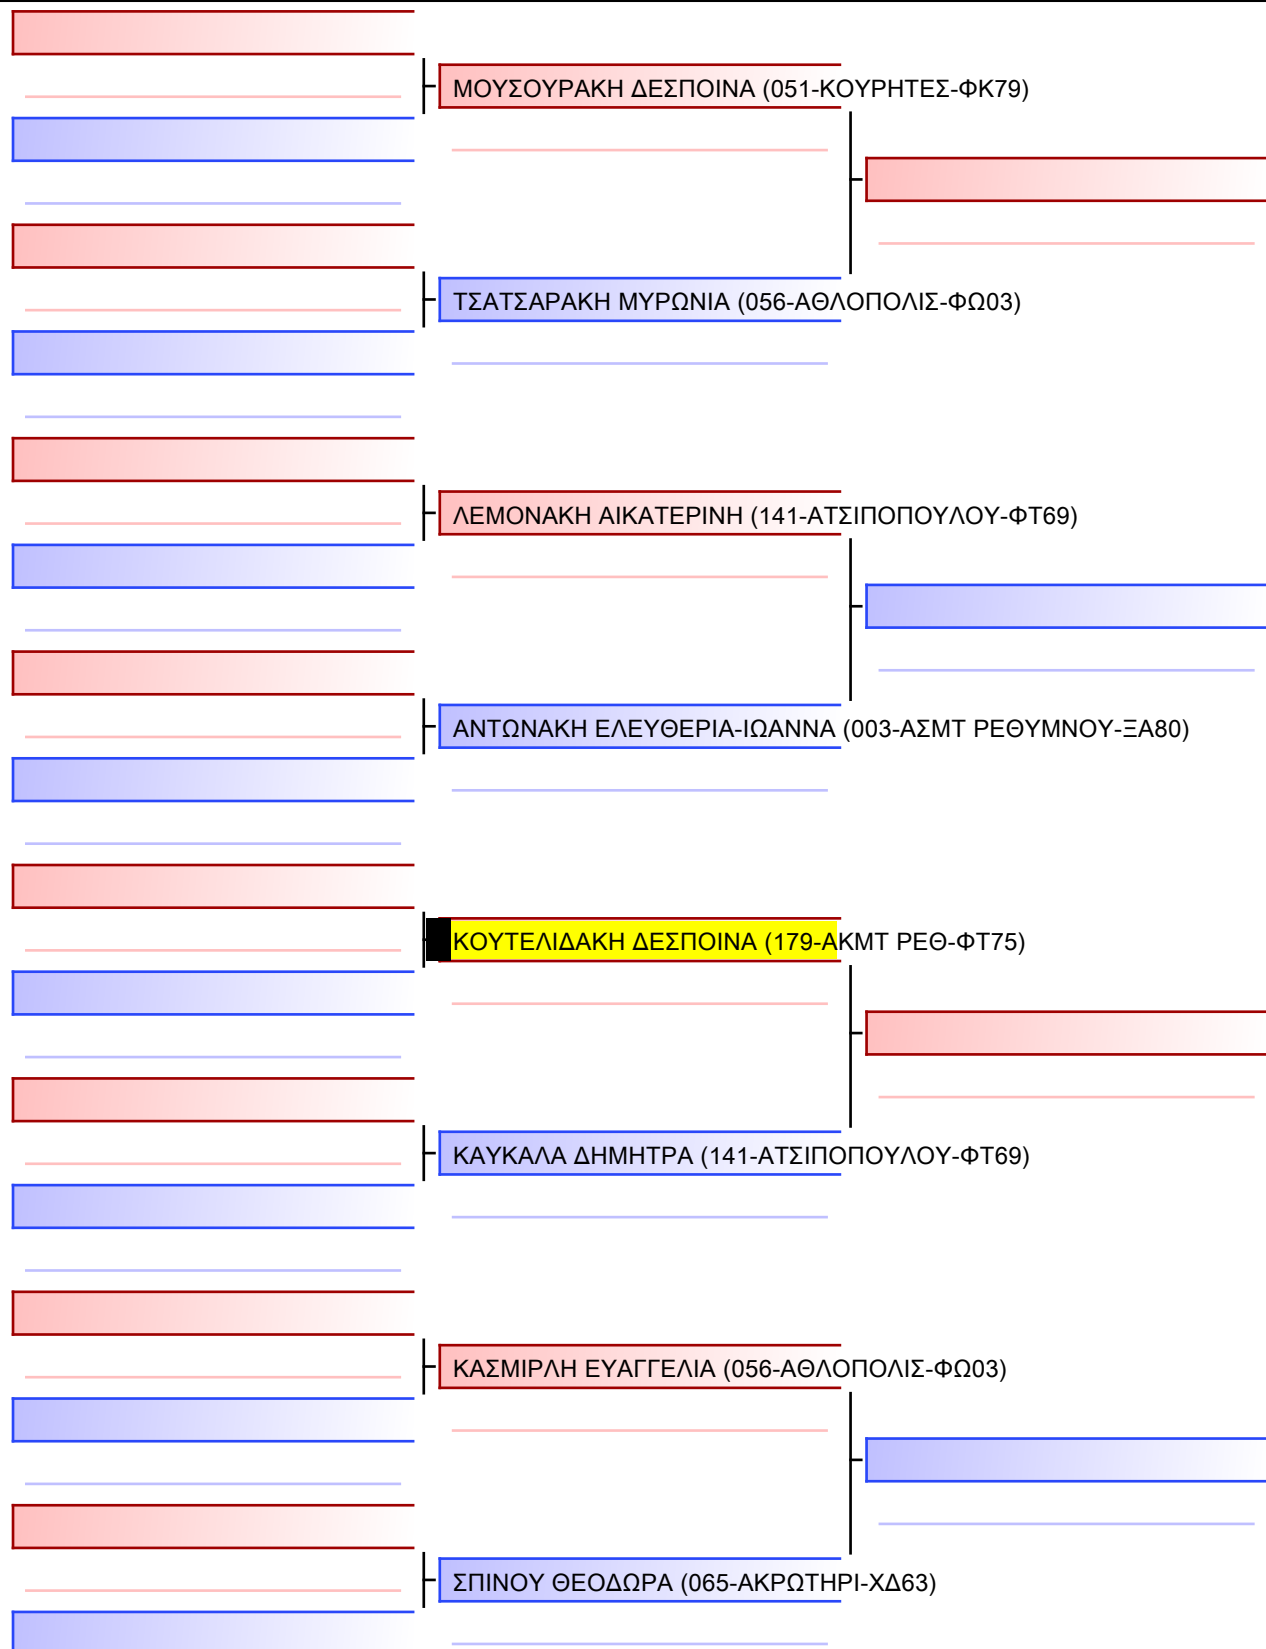 ΜΟΥΣΟΥΡΑΚΗ ΔΕΣΠΟΙΝΑ (051-ΚΟΥΡΗΤΕΣ-ΦΚ79)
ΤΣΑΤΣΑΡΑΚΗ ΜΥΡΩΝΙΑ (056-ΑΘΛΟΠΟΛΙΣ-ΦΩ03)
ΛΕΜΟΝΑΚΗ ΑΙΚΑΤΕΡΙΝΗ (141-ΑΤΣΙΠΟΠΟΥΛΟΥ-ΦΤ69)
ΑΝΤΩΝΑΚΗ ΕΛΕΥΘΕΡΙΑ-ΙΩΑΝΝΑ (003-ΑΣΜΤ ΡΕΘΥΜΝΟΥ-ΞΑ80)
ΚΟΥΤΕΛΙΔΑΚΗ ΔΕΣΠΟΙΝΑ (179-ΑΚΜΤ ΡΕΘ-ΦΤ75)
ΚΑΥΚΑΛΑ ΔΗΜΗΤΡΑ (141-ΑΤΣΙΠΟΠΟΥΛΟΥ-ΦΤ69)
ΚΑΣΜΙΡΛΗ ΕΥΑΓΓΕΛΙΑ (056-ΑΘΛΟΠΟΛΙΣ-ΦΩ03)
ΣΠΙΝΟΥ ΘΕΟΔΩΡΑ (065-ΑΚΡΩΤΗΡΙ-ΧΔ63)